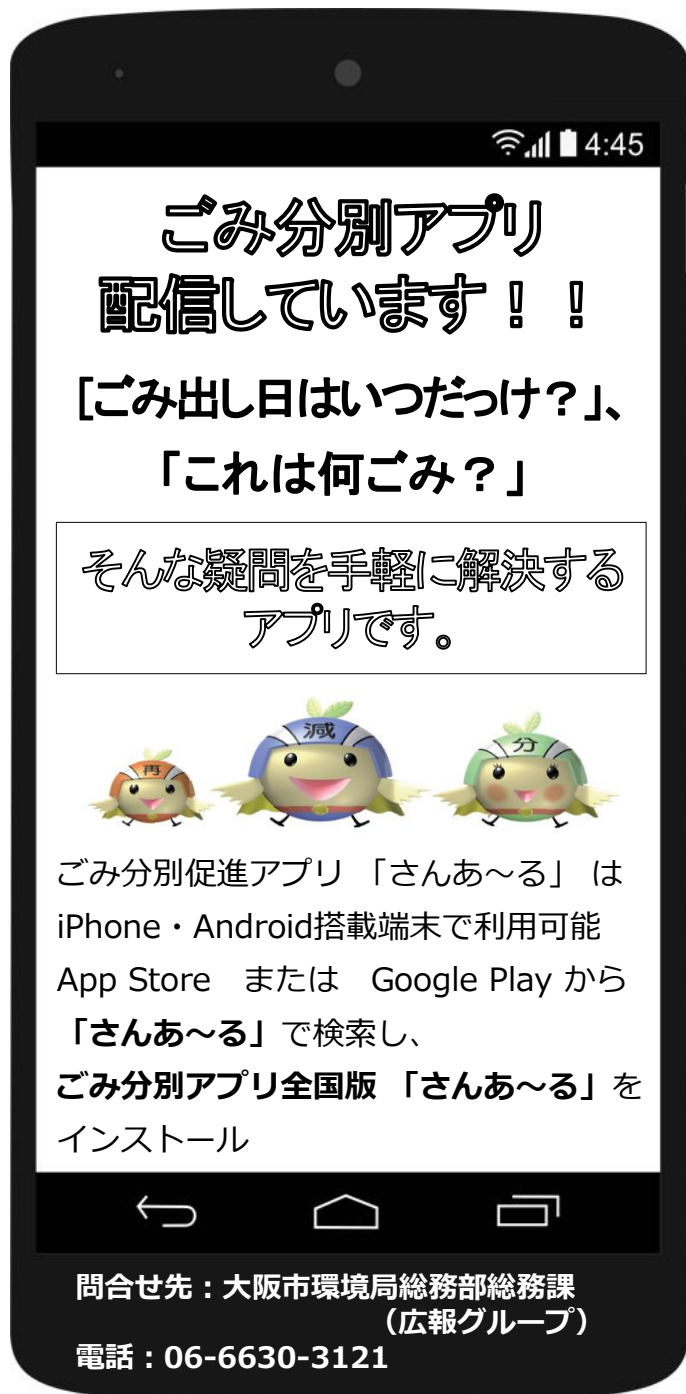 4:45
ごみ分別アプリ
配信しています！！
[ごみ出し日はいつだっけ？」、
「これは何ごみ？」
そんな疑問を手軽に解決する
アプリです。
再
減
分
ごみ分別促進アプリ 「さんあ～る」 は
iPhone・Android搭載端末で利用可能
App Store　または　Google Play から
「さんあ～る」で検索し、
ごみ分別アプリ全国版 「さんあ～る」を
インストール
問合せ先：大阪市環境局総務部総務課
（広報グループ）
電話：06-6630-3121